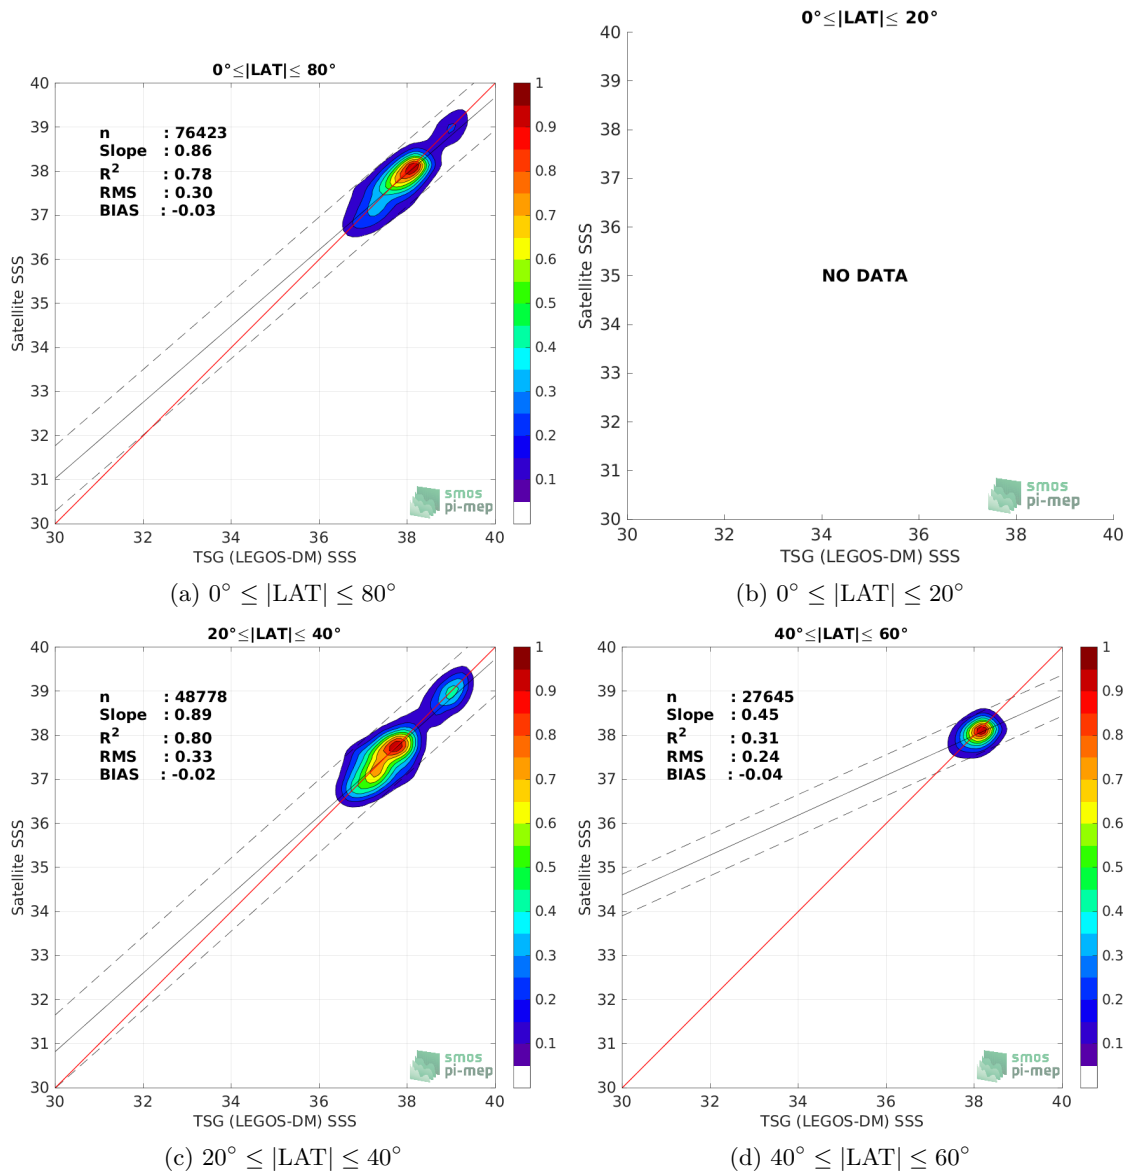 0°≤|LAT|≤ 80°
n : 76423
Slope : 0.86
R² : 0.78
RMS : 0.30
BIAS : -0.03
Satellite SSS
40
39
38
37
36
35
34
33
32
31
30
30 32 34 36 38 40
TSG (LEGOS-DM) SSS
1
0.9
0.8
0.7
0.6
0.5
0.4
0.3
0.2
0.1
smos
pi-mep
(a) 0° ≤ |LAT| ≤ 80°
0°≤|LAT|≤ 20°
NO DATA
Satellite SSS
40
39
38
37
36
35
34
33
32
31
30
30 32 34 36 38 40
TSG (LEGOS-DM) SSS
smos
pi-mep
(b) 0° ≤ |LAT| ≤ 20°
20°≤|LAT|≤ 40°
n : 48778
Slope : 0.89
R² : 0.80
RMS : 0.33
BIAS : -0.02
Satellite SSS
40
39
38
37
36
35
34
33
32
31
30
30 32 34 36 38 40
TSG (LEGOS-DM) SSS
1
0.9
0.8
0.7
0.6
0.5
0.4
0.3
0.2
0.1
smos
pi-mep
(c) 20° ≤ |LAT| ≤ 40°
40°≤|LAT|≤ 60°
n : 27645
Slope : 0.45
R² : 0.31
RMS : 0.24
BIAS : -0.04
Satellite SSS
40
39
38
37
36
35
34
33
32
31
30
30 32 34 36 38 40
TSG (LEGOS-DM) SSS
1
0.9
0.8
0.7
0.6
0.5
0.4
0.3
0.2
0.1
smos
pi-mep
(d) 40° ≤ |LAT| ≤ 60°